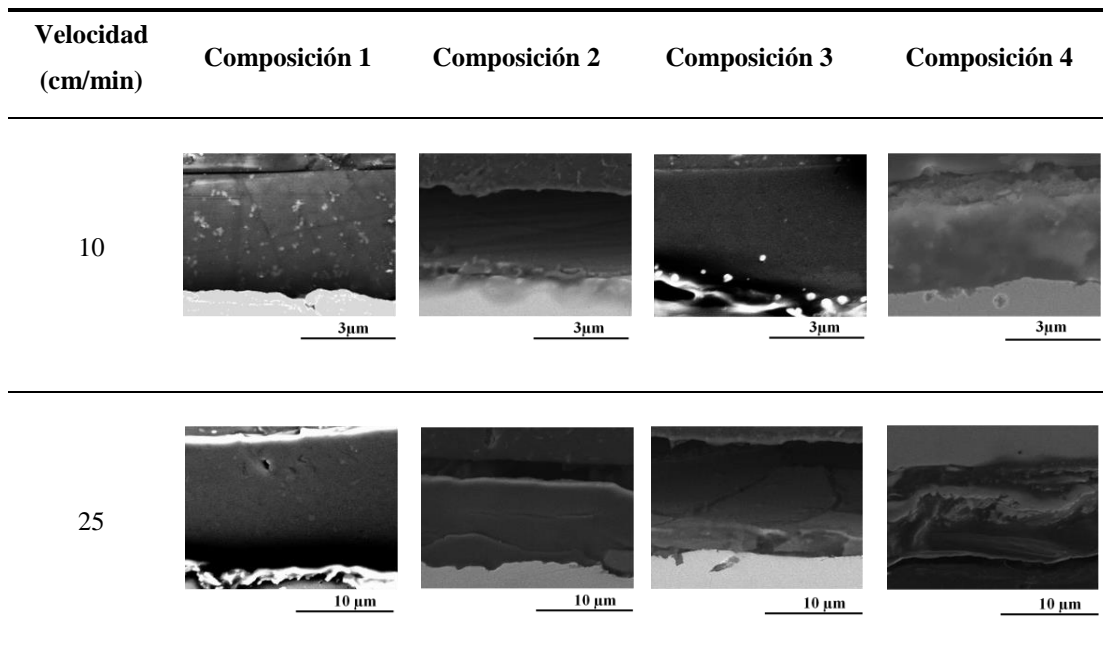 Velocidad
(cm/min)
Composición 1
Composición 2
Composición 3
Composición 4
10
3µm
3µm
3µm
3µm
25
10 µm
10 µm
10 µm
10 µm